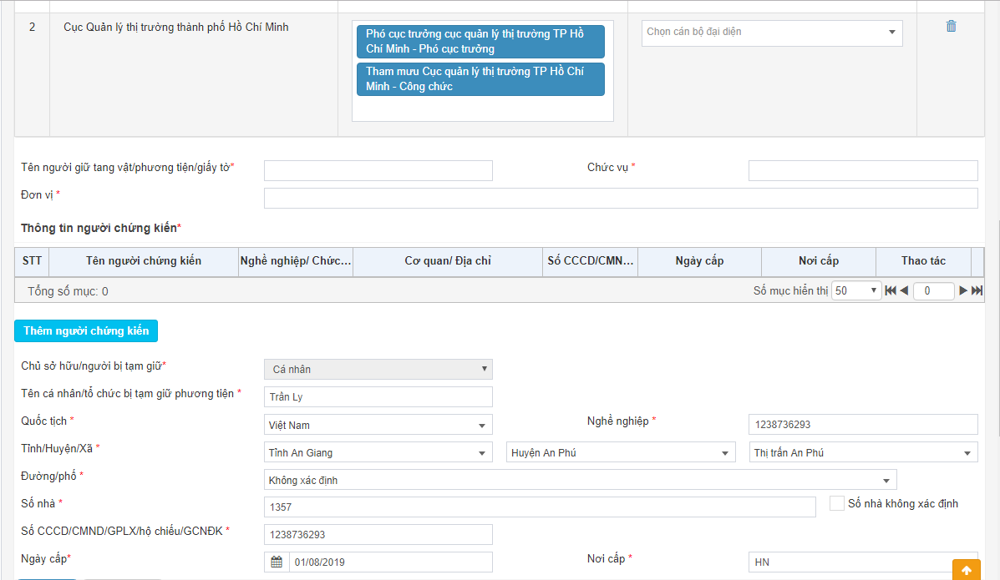 2
Cục Quản lý thị trường thành phố Hồ Chí Minh
Phó cục trưởng cục quản lý thị trường TP Hồ
Chí Minh - Phó cục trưởng
Tham mưu Cục quản lý thị trường TP Hồ Chí
Minh - Công chức
Chọn cán bộ đại diện
Tên người giữ tang vật/phương tiện/giấy tờ*
Chức vụ *
Đơn vị *
Thông tin người chứng kiến*
STT Tên người chứng kiến Nghề nghiệp/ Chức... Cơ quan/ Địa chỉ Số CCCD/CMN... Ngày cấp Nơi cấp Thao tác
Tổng số mục: 0 Số mục hiển thị 50 0
Thêm người chứng kiến
Chủ sở hữu/người bị tạm giữ* Cá nhân
Tên cá nhân/tổ chức bị tạm giữ phương tiện * Trần Ly
Quốc tịch * Việt Nam Nghề nghiệp * 1238736293
Tỉnh/Huyện/Xã * Tỉnh An Giang Huyện An Phú Thị trấn An Phú
Đường/phố * Không xác định
Số nhà * 1357 Số nhà không xác định
Số CCCD/CMND/GPLX/hộ chiếu/GCNĐK * 1238736293
Ngày cấp* 01/08/2019 Nơi cấp * HN